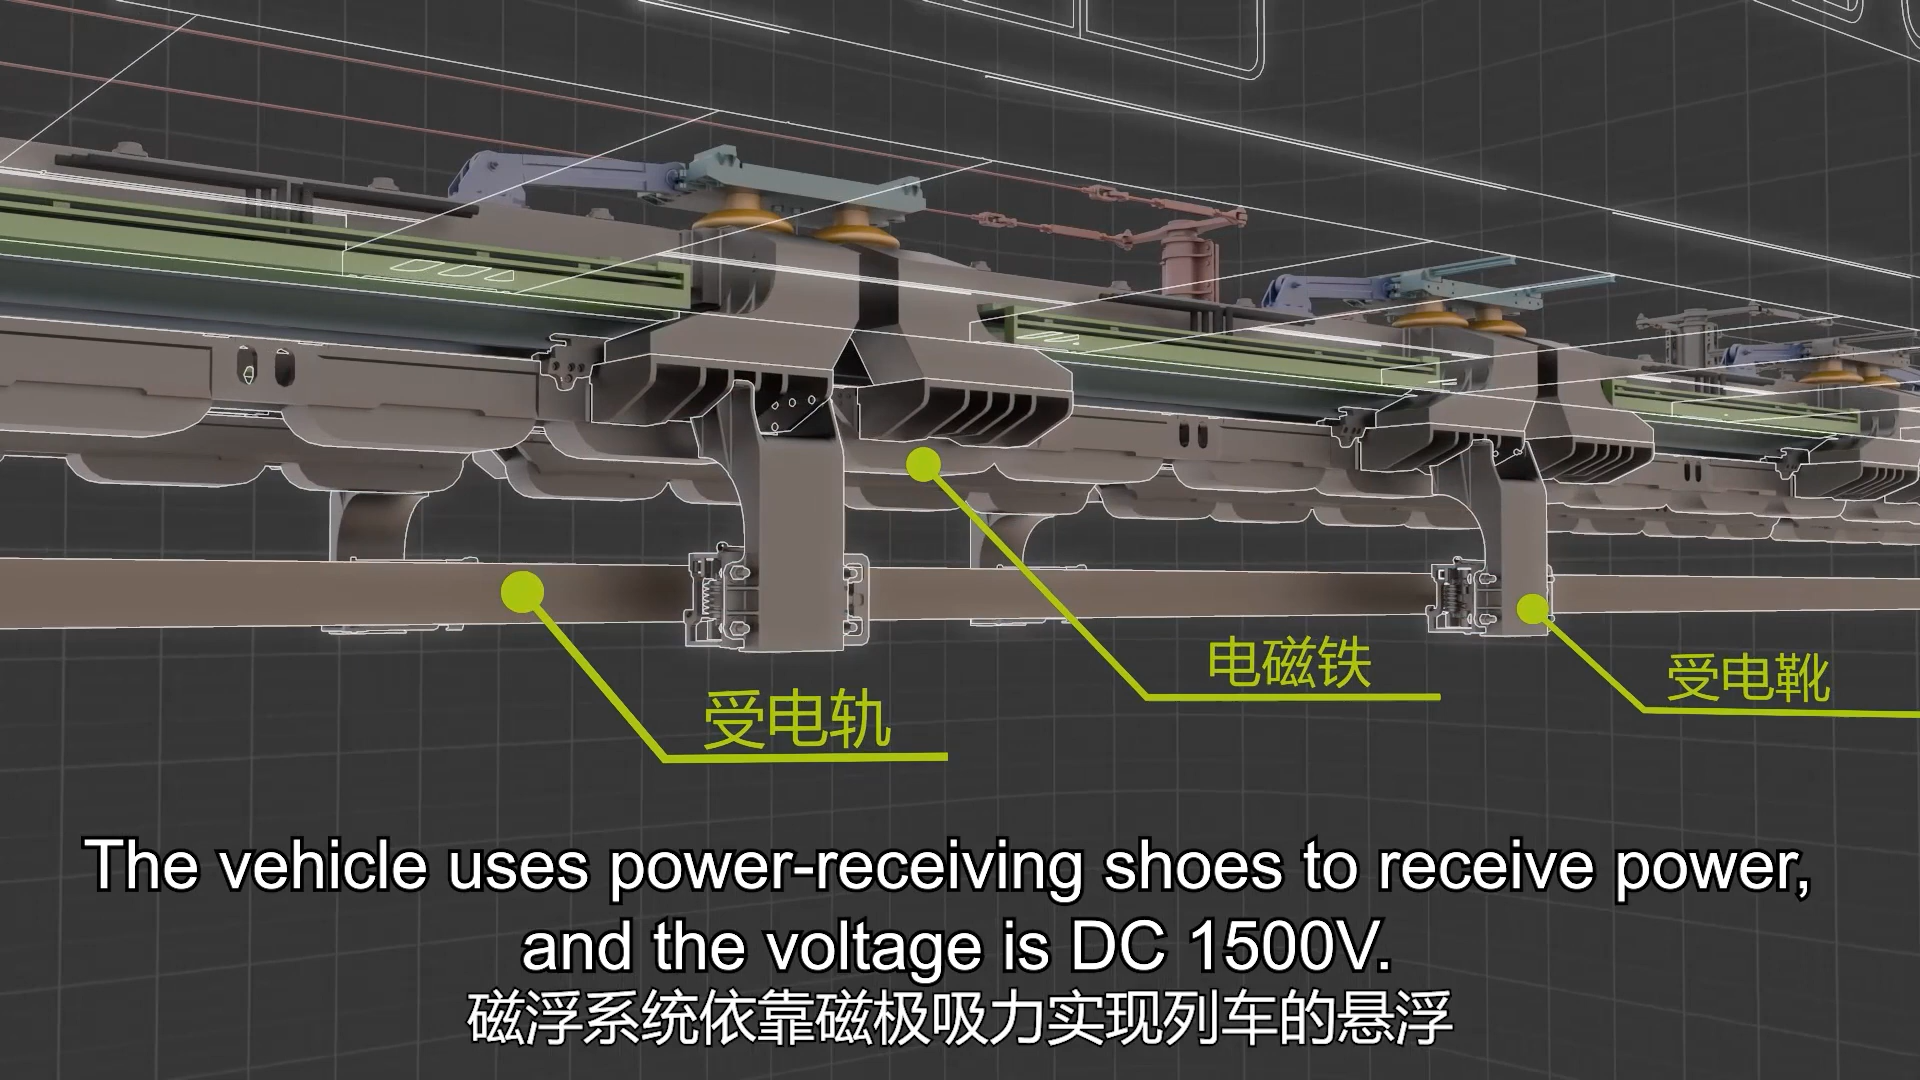 电磁铁
受电靴
受电轨
The vehicle uses power-receiving shoes to receive power,
and the voltage is DC 1500V.
磁浮系统依靠磁极吸力实现列车的悬浮